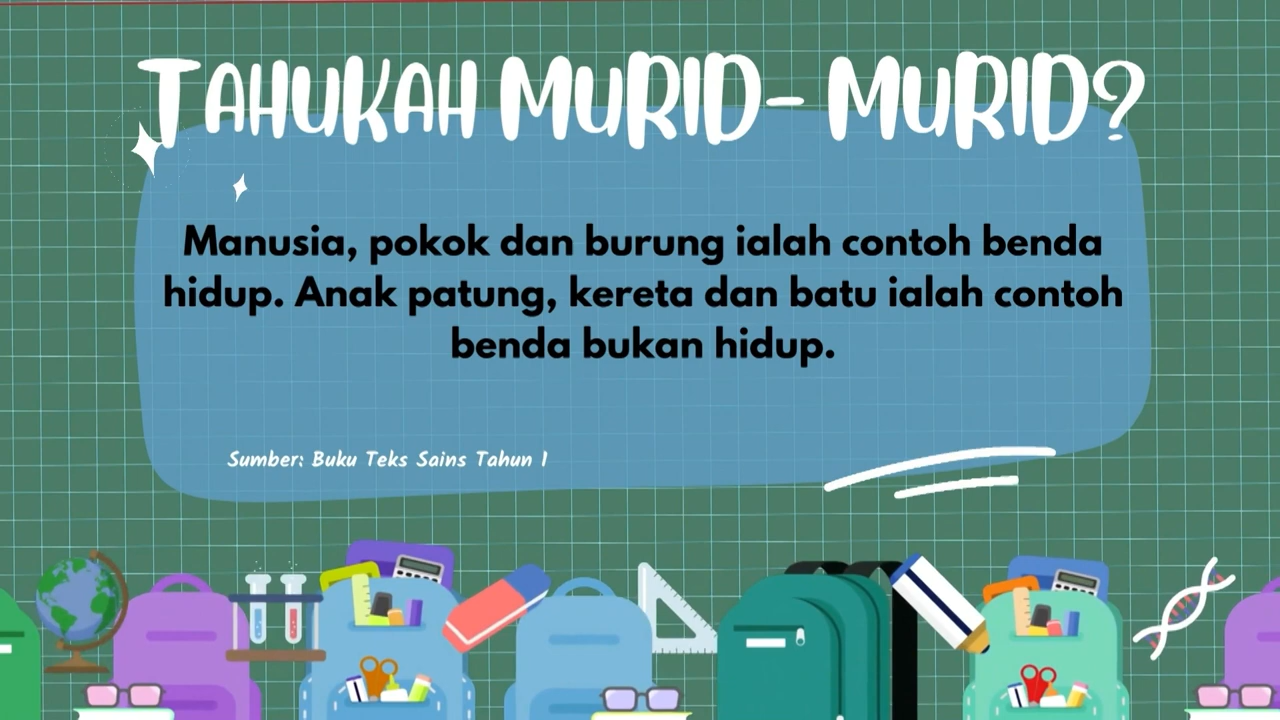 TAHUKAH MURID- MURID?
Manusia, pokok dan burung ialah contoh benda
hidup. Anak patung, kereta dan batu ialah contoh
benda bukan hidup.
Sumber: Buku Teks Sains Tahun 1